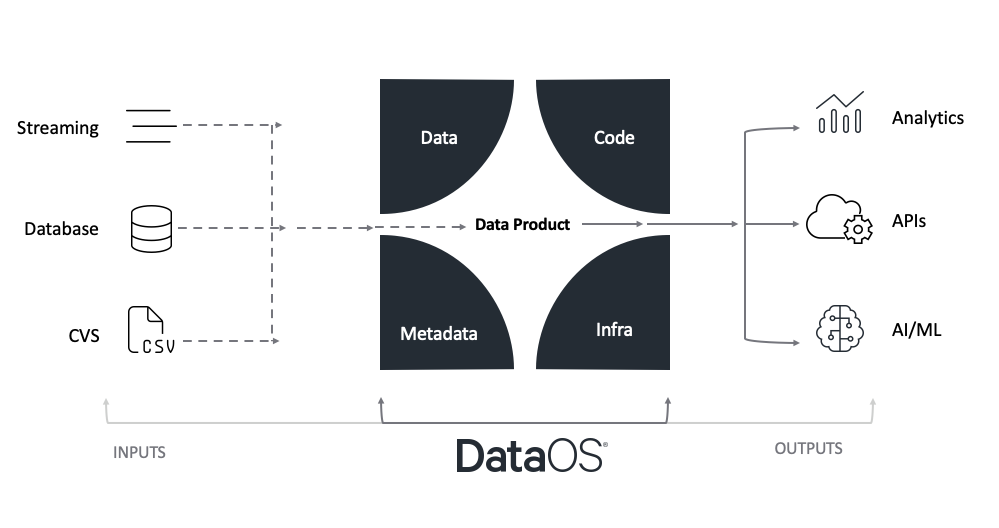 Streaming
Database
CVS
CSV
Data
Code
Data Product
Metadata
Infra
Analytics
APIs
AI/ML
INPUTS
DataOS®
OUTPUTS